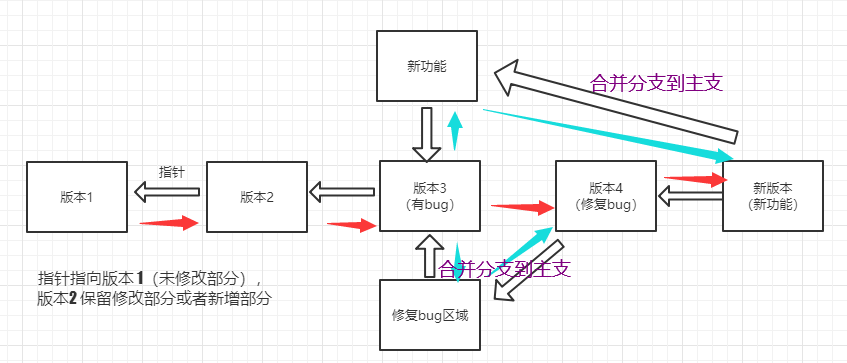 新功能
合并分支到主支
指针
版本1
版本2
版本3
（有bug）
版本4
（修复bug）
新版本
（新功能）
合并分支到主支
指针指向版本 1（未修改部分），
版本2 保留修改部分或者新增部分
修复bug区域